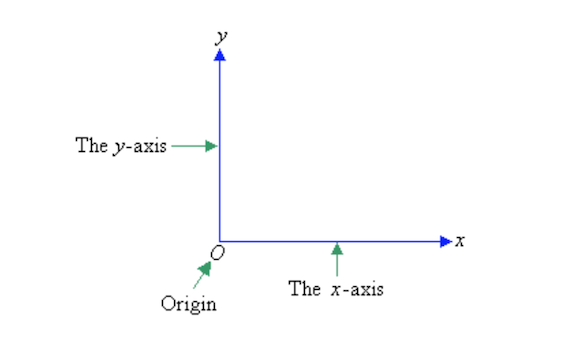 y
The y-axis
O
x
The x-axis
Origin